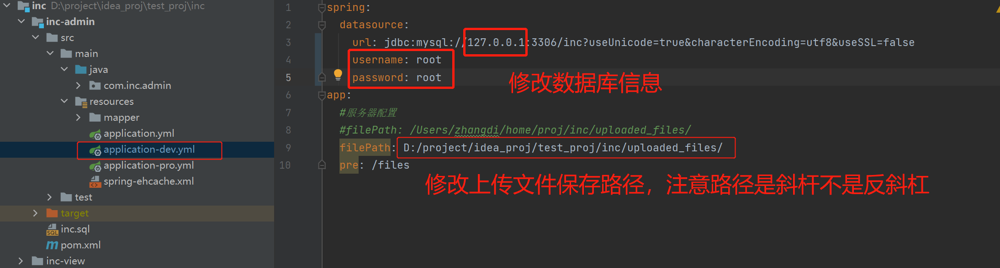 inc D:\project\idea_proj\test_proj\inc
inc-admin
src
main
java
com.inc.admin
resources
mapper
application.yml
application-dev.yml
application-pro.yml
spring-ehcache.xml
test
target
inc.sql
pom.xml
inc-view
1 spring:
2 datasource:
3 url: jdbc:mysql://127.0.0.1:3306/inc?useUnicode=true&characterEncoding=utf8&useSSL=false
4 username: root
5 password: root
修改数据库信息
6 app:
7 #服务器配置
8 #filePath: /Users/zhangdi/home/proj/inc/uploaded_files/
9 filePath: D:/project/idea_proj/test_proj/inc/uploaded_files/
10 pre: /files
修改上传文件保存路径，注意路径是斜杆不是反斜杠